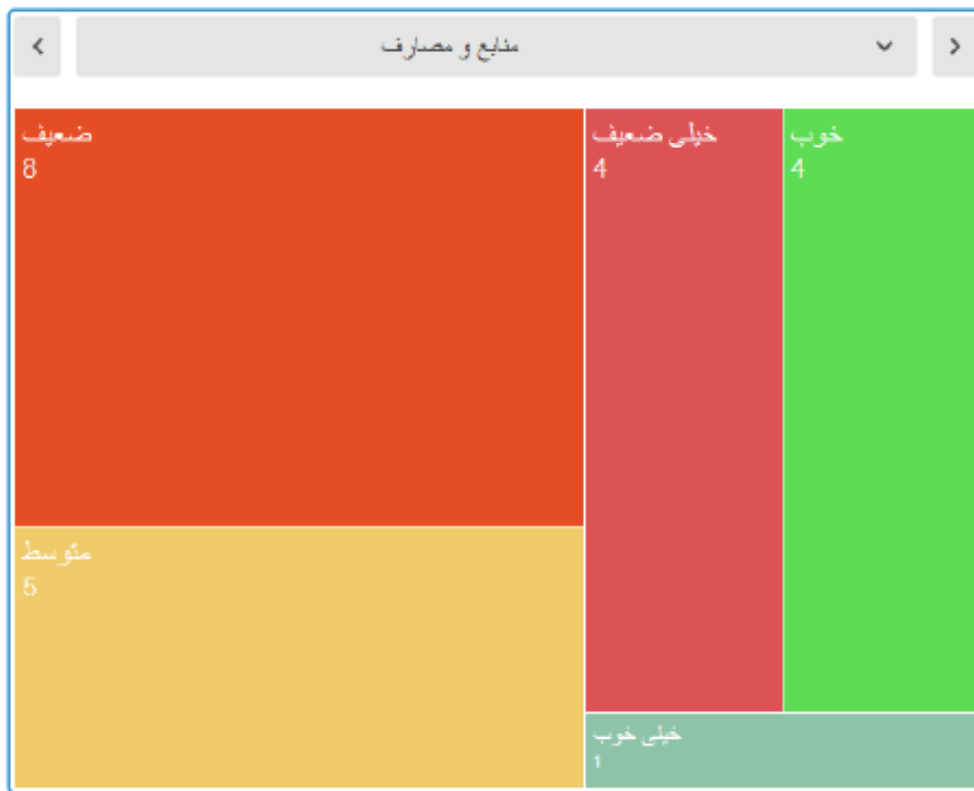 منابع و مصارف
ضعیف
8
خیلی ضعیف
4
خوب
4
متوسط
5
خیلی خوب
1